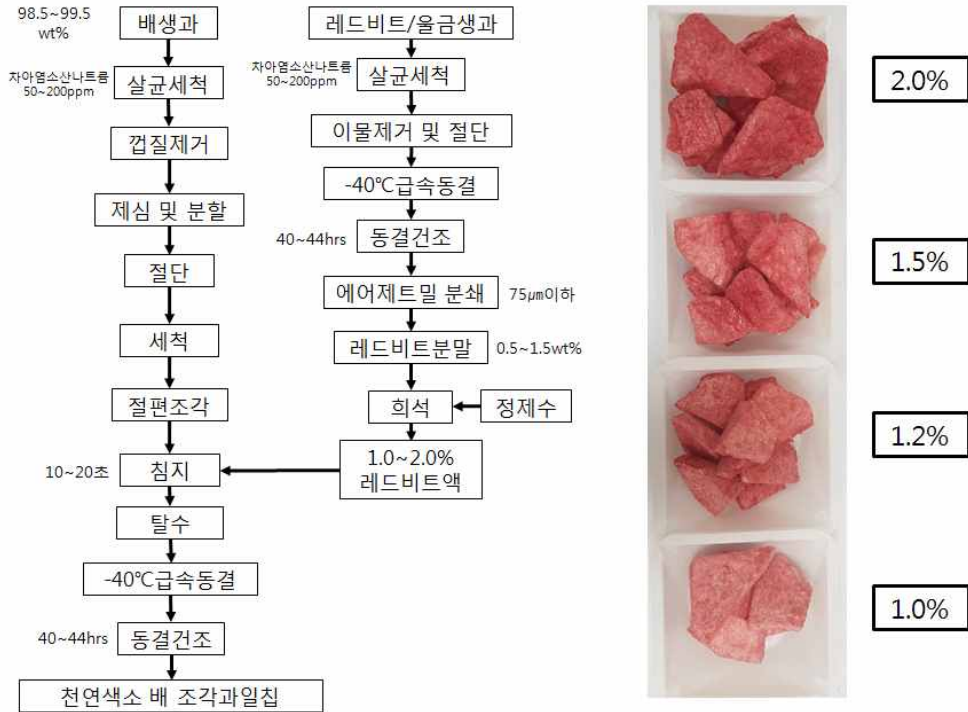 98.5~99.5
wt%
배생과
차아염소산나트륨
50~200ppm
살균세척
껍질제거
제심 및 분할
절단
세척
절편조각
10~20초
침지
탈수
-40℃급속동결
40~44hrs
동결건조
천연색소 배 조각과일칩
레드비트/울금생과
차아염소산나트륨
50~200ppm
살균세척
이물제거 및 절단
-40℃급속동결
40~44hrs
동결건조
에어제트밀 분쇄
75㎛이하
레드비트분말
0.5~1.5wt%
희석
정제수
1.0~2.0%
레드비트액
2.0%
1.5%
1.2%
1.0%